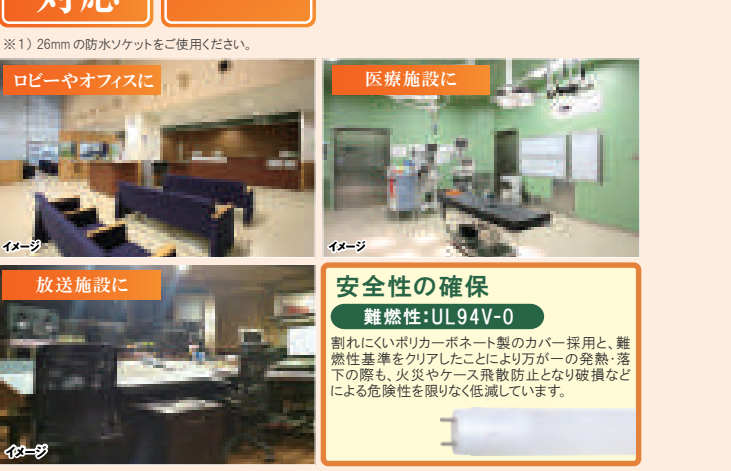 対応
※1）26mmの防水ソケットをご使用ください。
ロビーやオフィスに
医療施設に
イメージ
イメージ
放送施設に
イメージ
安全性の確保
難燃性:UL94V-0
割れにくいポリカーボネート製のカバー採用と、難
燃性基準をクリアしたことにより万が一の発熱・落
下の際も、火災やケース飛散防止となり破損など
による危険性を限りなく低減しています。